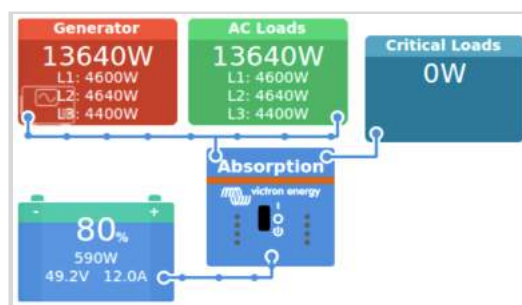 Generator
13640W
L1: 4600W
L2: 4640W
L3: 4400W
AC Loads
13640W
L1: 4600W
L2: 4640W
L3: 4400W
Critical Loads
0W
Absorption
victron energy
I
80%
590W
49.2V 12.0A